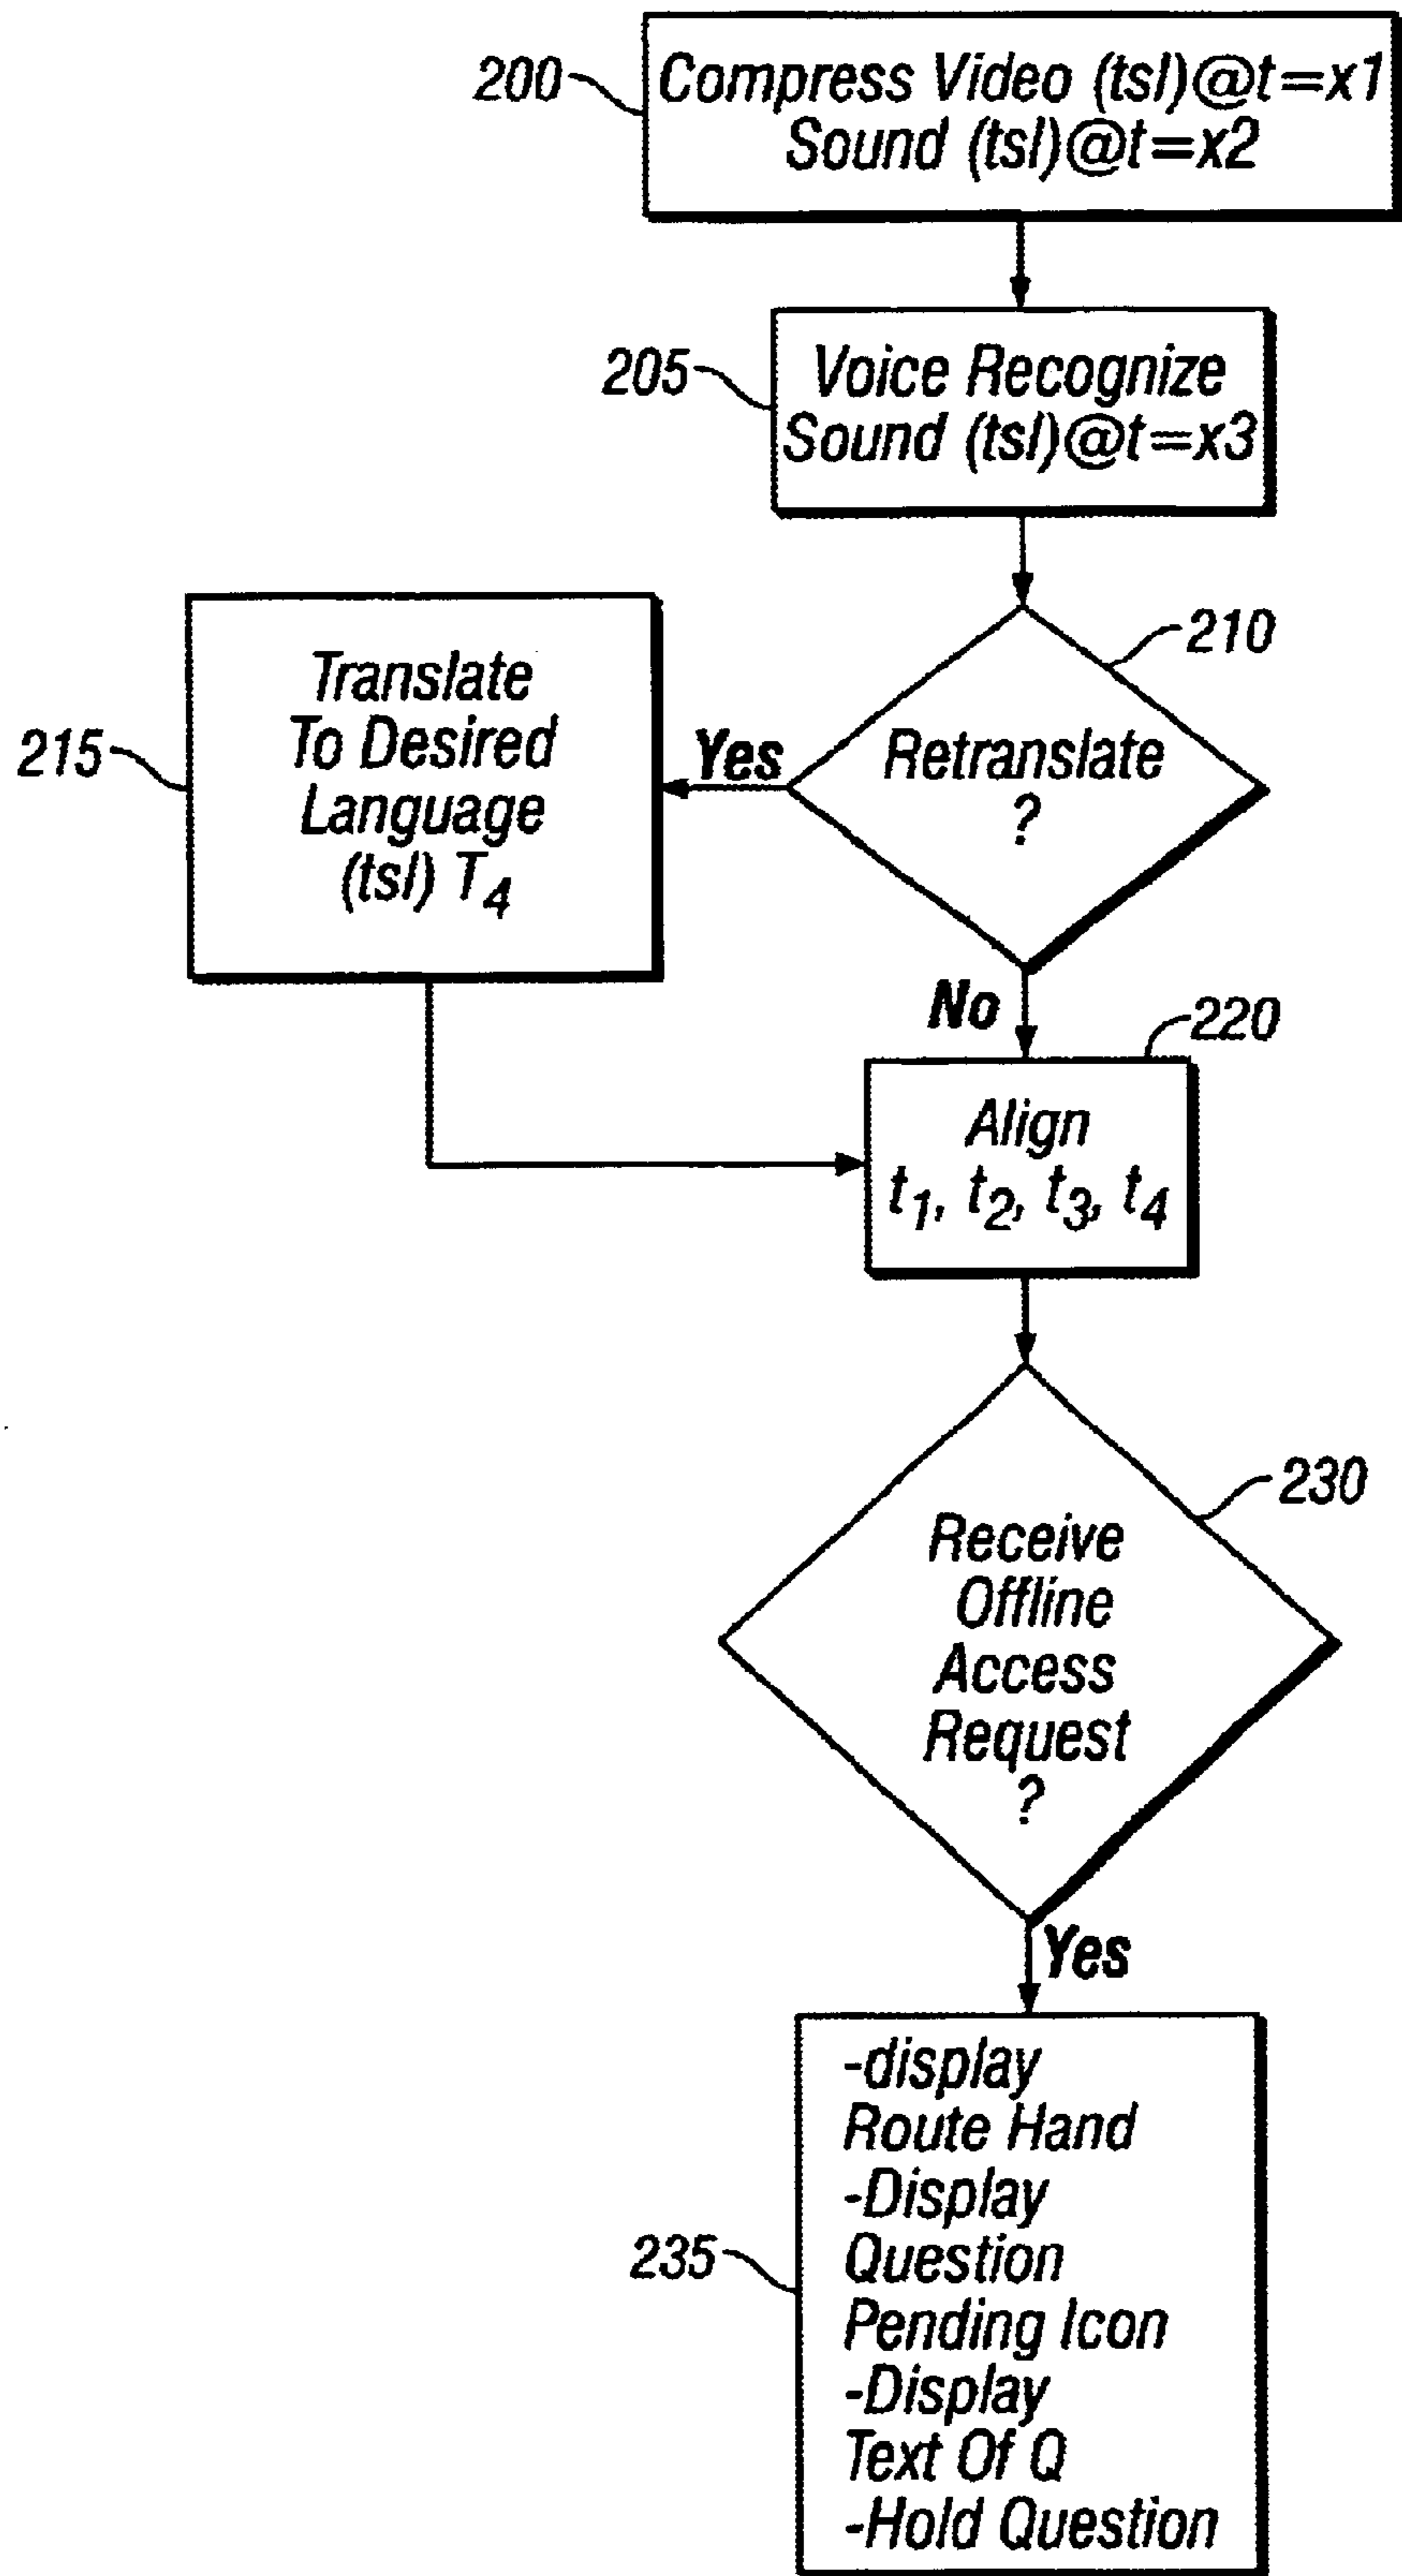 200
Compress Video (tsl)@t=x1
Sound (tsl)@t=x2
205
Voice Recognize
Sound (tsl)@t=x3
210
Retranslate
?
Yes
215
Translate
To Desired
Language
(tsl) T4
No
220
Align
t1, t2, t3, t4
230
Receive
Offline
Access
Request
?
Yes
235
-display
Route Hand
-Display
Question
Pending Icon
-Display
Text Of Q
-Hold Question